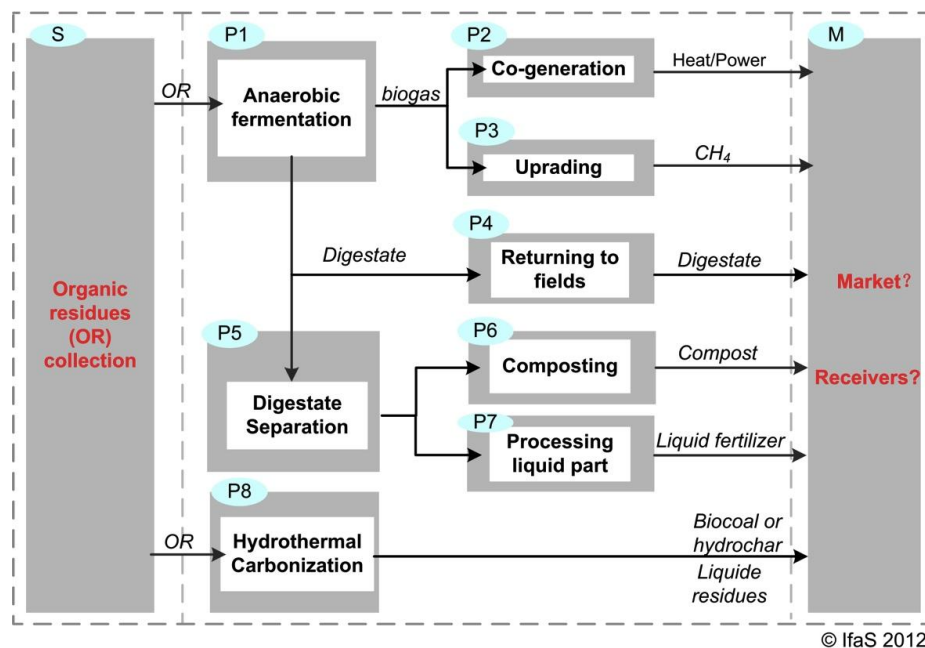 S
P1
P2
M
Co-generation
Heat/Power
OR
Anaerobic
fermentation
biogas
P3
Uprading
CH₄
P4
Digestate
Returning to
fields
Digestate
Organic
residues
(OR)
collection
Market?
Receivers?
P5
Digestate
Separation
P6
Composting
Compost
P7
Processing
liquid part
Liquid fertilizer
P8
OR
Hydrothermal
Carbonization
Biocoal or
hydrochar
Liquide
residues
© IfaS 2012